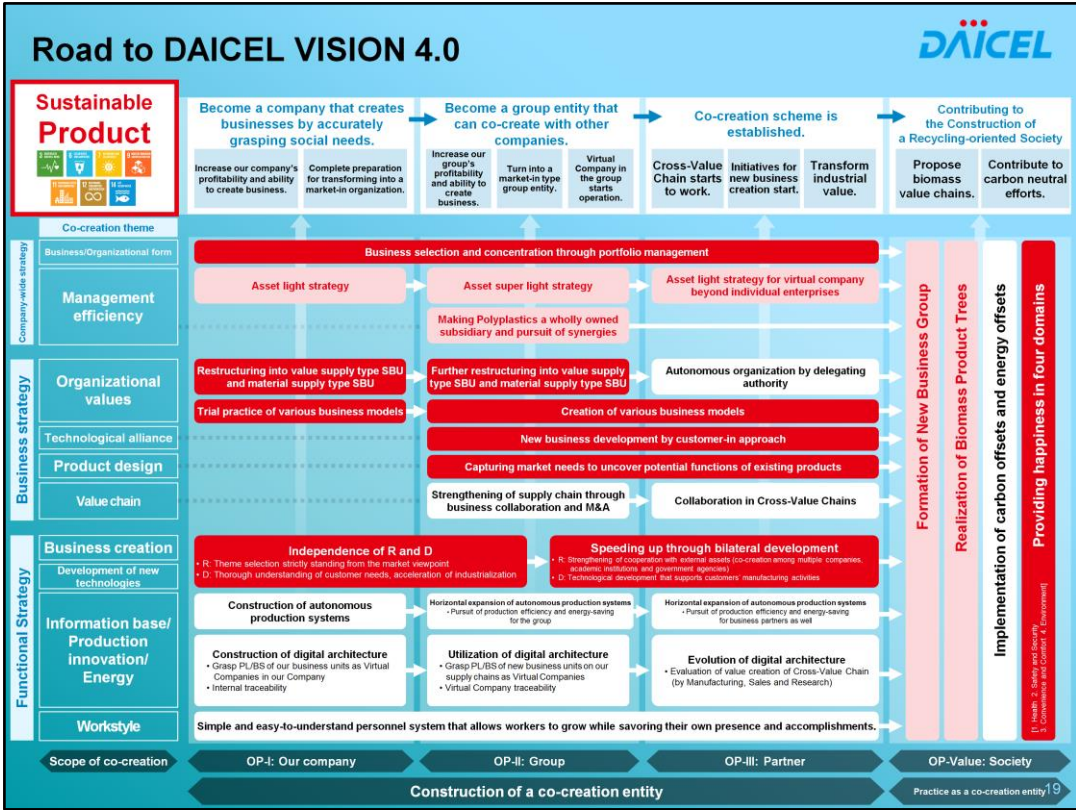 Road to DAICEL VISION 4.0
DAICEL
Sustainable
Product
Become a company that creates
businesses by accurately
grasping social needs.
Increase our company's
profitability and ability
to create business.
Complete preparation
for transforming into a
market-in organization.
Become a group entity that
can co-create with other
companies.
Increase our
group's
profitability
and ability to
create
business.
Turn into a
market-in type
group entity.
Virtual
Company in
the group
starts
operation.
Co-creation scheme is
established.
Cross-Value
Chain starts
to work.
Initiatives for
new business
creation start.
Transform
industrial
value.
Contributing to
the Construction of
a Recycling-oriented Society
Propose
biomass
value chains.
Contribute to
carbon neutral
efforts.
Co-creation theme
Company-wide strategy
Business/Organizational form
Business selection and concentration through portfolio management
Management
efficiency
Asset light strategy
Asset super light strategy
Asset light strategy for virtual company
beyond individual enterprises
Making Polyplastics a wholly owned
subsidiary and pursuit of synergies
Business strategy
Organizational
values
Restructuring into value supply type SBU
and material supply type SBU
Further restructuring into value supply
type SBU and material supply type SBU
Autonomous organization by delegating
authority
Trial practice of various business models
Creation of various business models
Technological alliance
New business development by customer-in approach
Product design
Capturing market needs to uncover potential functions of existing products
Value chain
Strengthening of supply chain through
business collaboration and M&A
Collaboration in Cross-Value Chains
Functional Strategy
Business creation
Development of new
technologies
Independence of R and D
• R: Theme selection strictly standing from the market viewpoint
• D: Thorough understanding of customer needs, acceleration of industrialization
Speeding up through bilateral development
• R: Strengthening of cooperation with external assets (co-creation among multiple companies,
academic institutions and government agencies)
• D: Technological development that supports customers' manufacturing activities
Information base/
Production
innovation/
Energy
Construction of autonomous
production systems
Horizontal expansion of autonomous production systems
• Pursuit of production efficiency and energy-saving
for the group
Horizontal expansion of autonomous production systems
• Pursuit of production efficiency and energy-saving
for business partners as well
Construction of digital architecture
• Grasp PL/BS of our business units as Virtual
Companies in our Company
• Internal traceability
Utilization of digital architecture
• Grasp PL/BS of new business units on our
supply chains as Virtual Companies
• Virtual Company traceability
Evolution of digital architecture
• Evaluation of value creation of Cross-Value Chain
(by Manufacturing, Sales and Research)
Workstyle
Simple and easy-to-understand personnel system that allows workers to grow while savoring their own presence and accomplishments.
Formation of New Business Group
Realization of Biomass Product Trees
Implementation of carbon offsets and energy offsets
Providing happiness in four domains
[1. Health 2. Safety and Security
3. Convenience and Comfort 4. Environment]
Scope of co-creation
OP-I: Our company
OP-II: Group
OP-III: Partner
OP-Value: Society
Construction of a co-creation entity
Practice as a co-creation entity
19